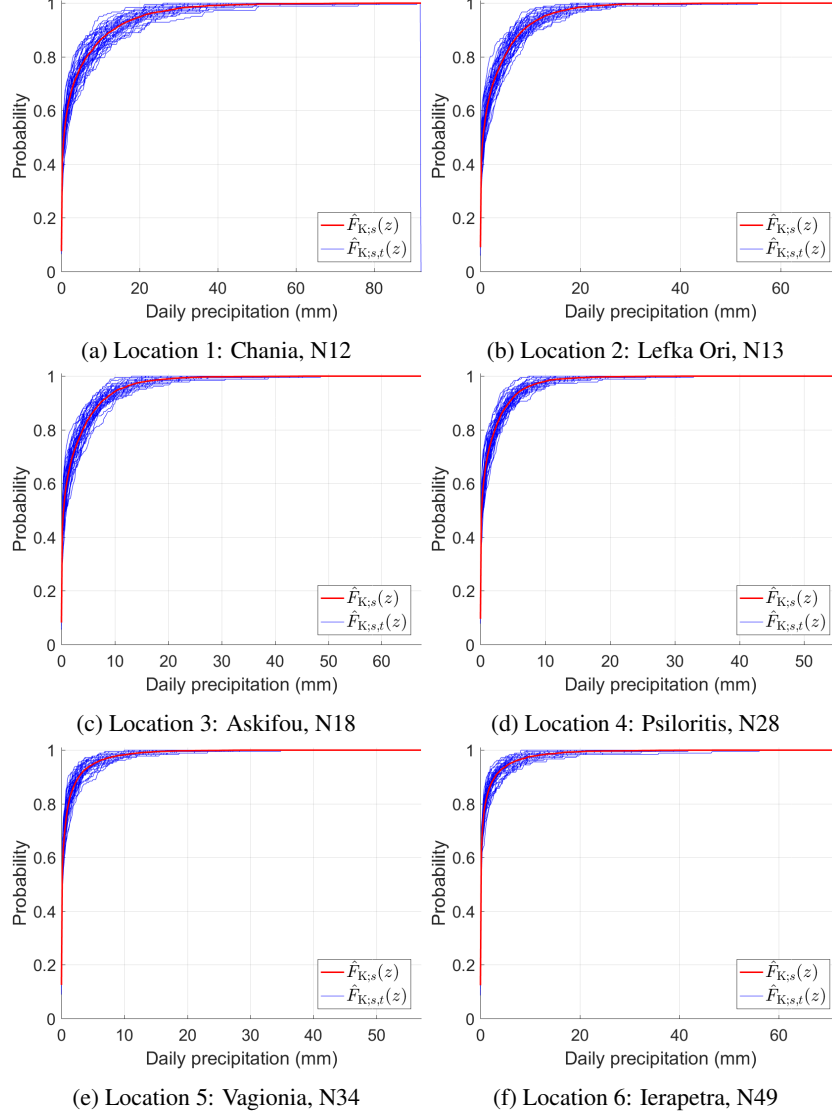 1
0.8
0.6
0.4
0.2
0
Probability
0 20 40 60 80
Daily precipitation (mm)
F̂K;s(z)
F̂K;s,t(z)
(a) Location 1: Chania, N12
1
0.8
0.6
0.4
0.2
0
Probability
0 20 40 60
Daily precipitation (mm)
F̂K;s(z)
F̂K;s,t(z)
(b) Location 2: Lefka Ori, N13
1
0.8
0.6
0.4
0.2
0
Probability
0 10 20 30 40 50 60
Daily precipitation (mm)
F̂K;s(z)
F̂K;s,t(z)
(c) Location 3: Askifou, N18
1
0.8
0.6
0.4
0.2
0
Probability
0 10 20 30 40 50
Daily precipitation (mm)
F̂K;s(z)
F̂K;s,t(z)
(d) Location 4: Psiloritis, N28
1
0.8
0.6
0.4
0.2
0
Probability
0 10 20 30 40 50
Daily precipitation (mm)
F̂K;s(z)
F̂K;s,t(z)
(e) Location 5: Vagionia, N34
1
0.8
0.6
0.4
0.2
0
Probability
0 20 40 60
Daily precipitation (mm)
F̂K;s(z)
F̂K;s,t(z)
(f) Location 6: Ierapetra, N49